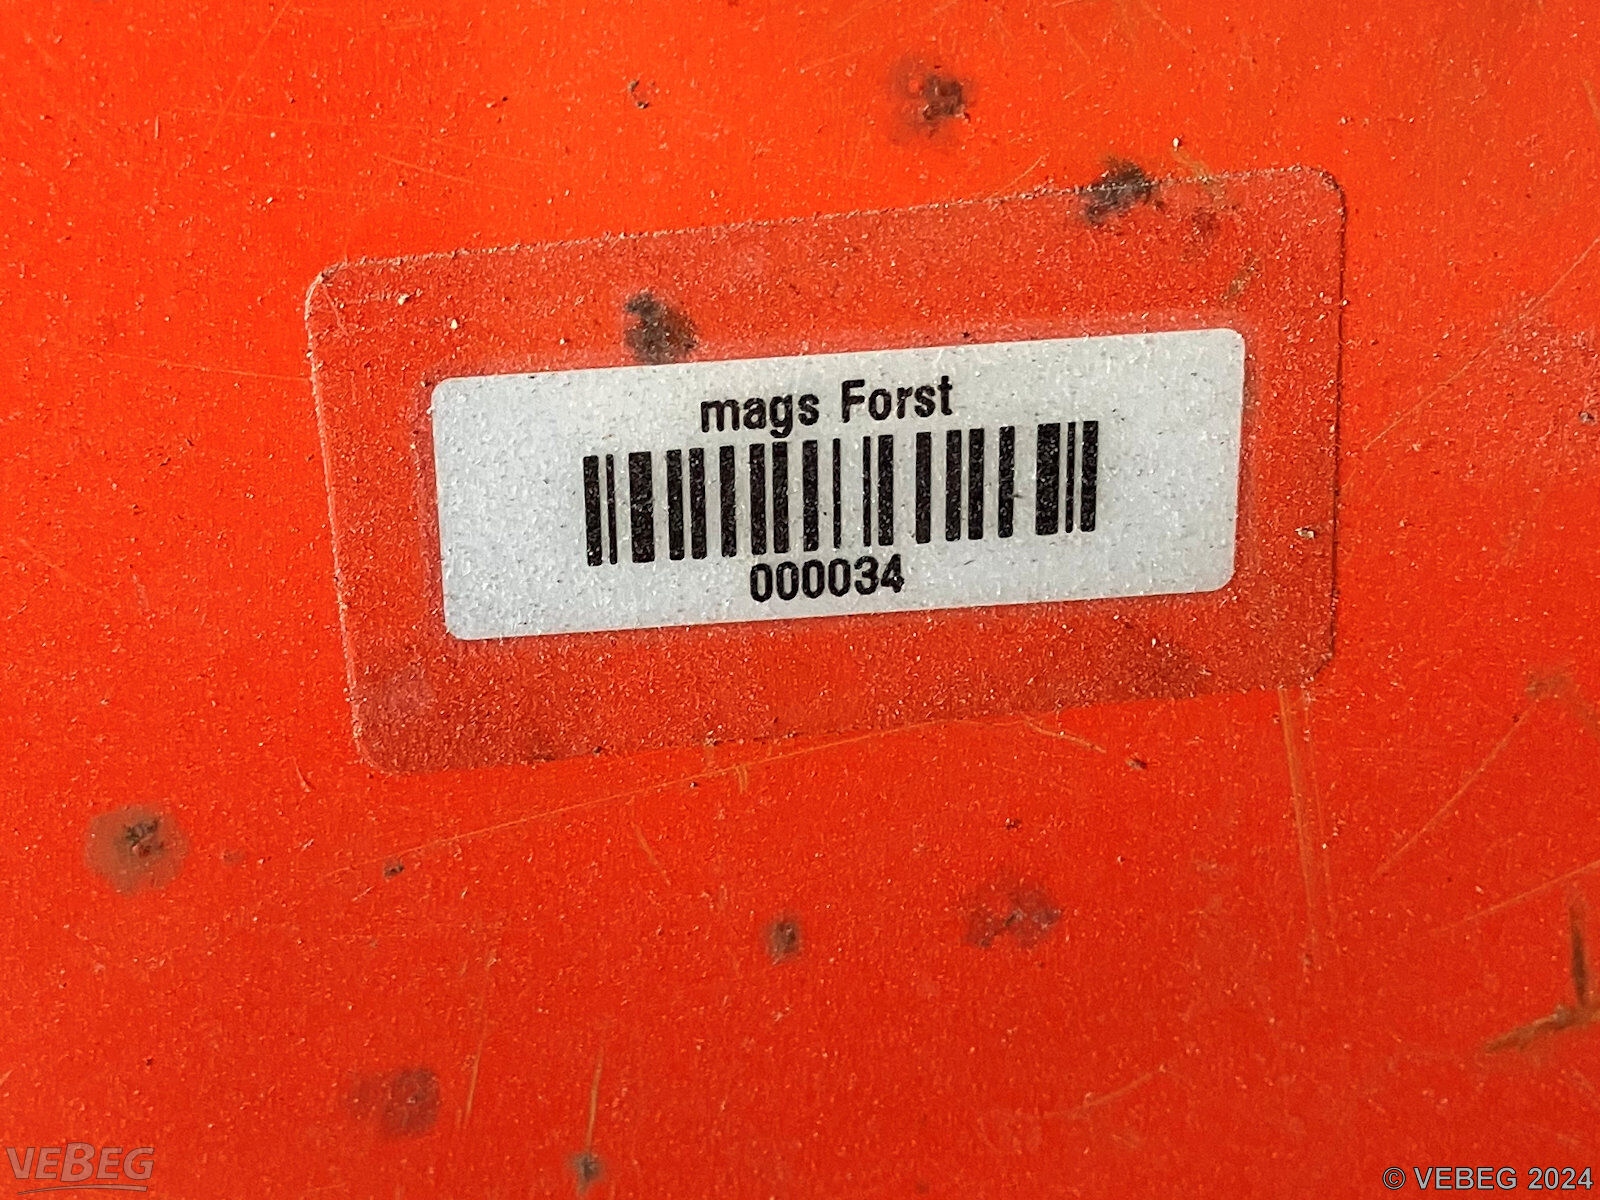 mags Forst
000034
VEBEG
© VEBEG 2024